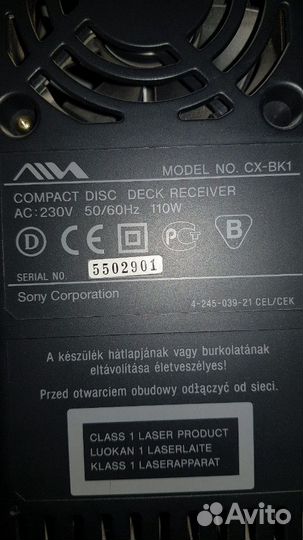 AIWA
MODEL NO. CX-BK1
COMPACT DISC DECK RECEIVER
AC:230V 50/60Hz 110W
D CE PG B
SERIAL NO. 5502901
Sony Corporation
4-245-039-21 CEL/CEK
A készülék hátlapjának vagy burkolatának
eltávolítása életveszélyes!
Przed otwarciem obudowy odłączyć od sieci.
CLASS 1 LASER PRODUCT
LUOKAN 1 LASERLAITE
KLASS 1 LASERAPPARAT
Avito